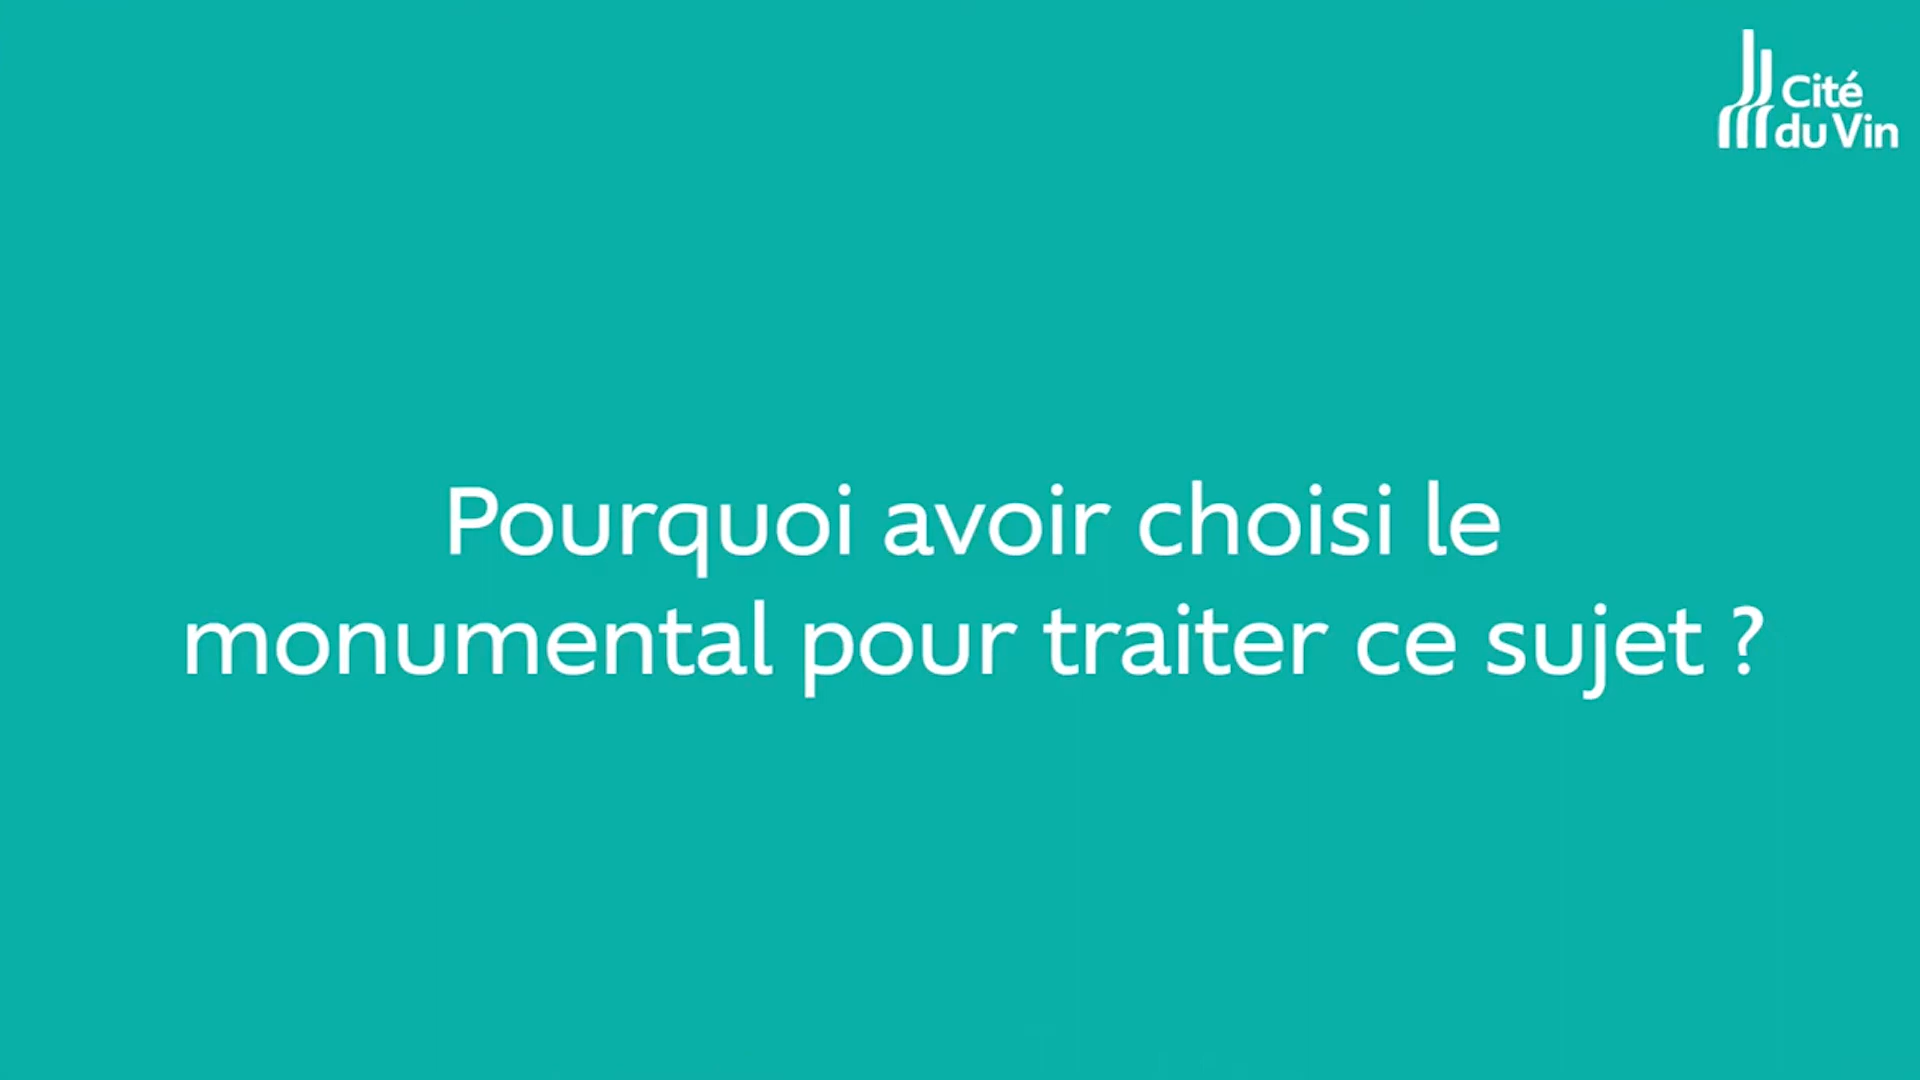 Cité
du Vin
Pourquoi avoir choisi le
monumental pour traiter ce sujet ?